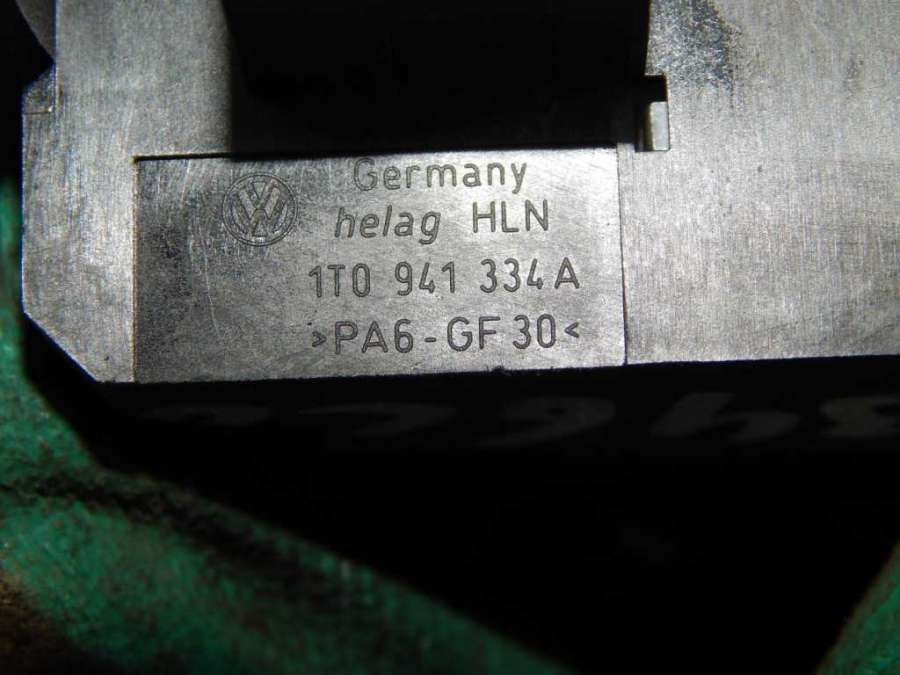 Germany
helag HLN
1T0 941 334 A
>PA6-GF30<